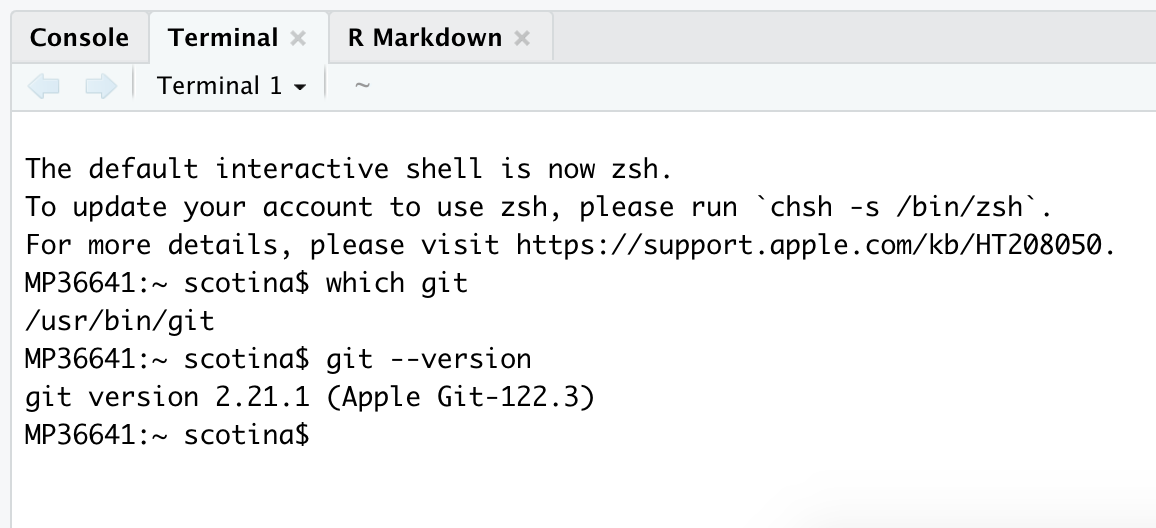 Console Terminal × R Markdown ×
Terminal 1 ~
The default interactive shell is now zsh.
To update your account to use zsh, please run `chsh -s /bin/zsh`.
For more details, please visit https://support.apple.com/kb/HT208050.
MP36641:~ scotina$ which git
/usr/bin/git
MP36641:~ scotina$ git --version
git version 2.21.1 (Apple Git-122.3)
MP36641:~ scotina$